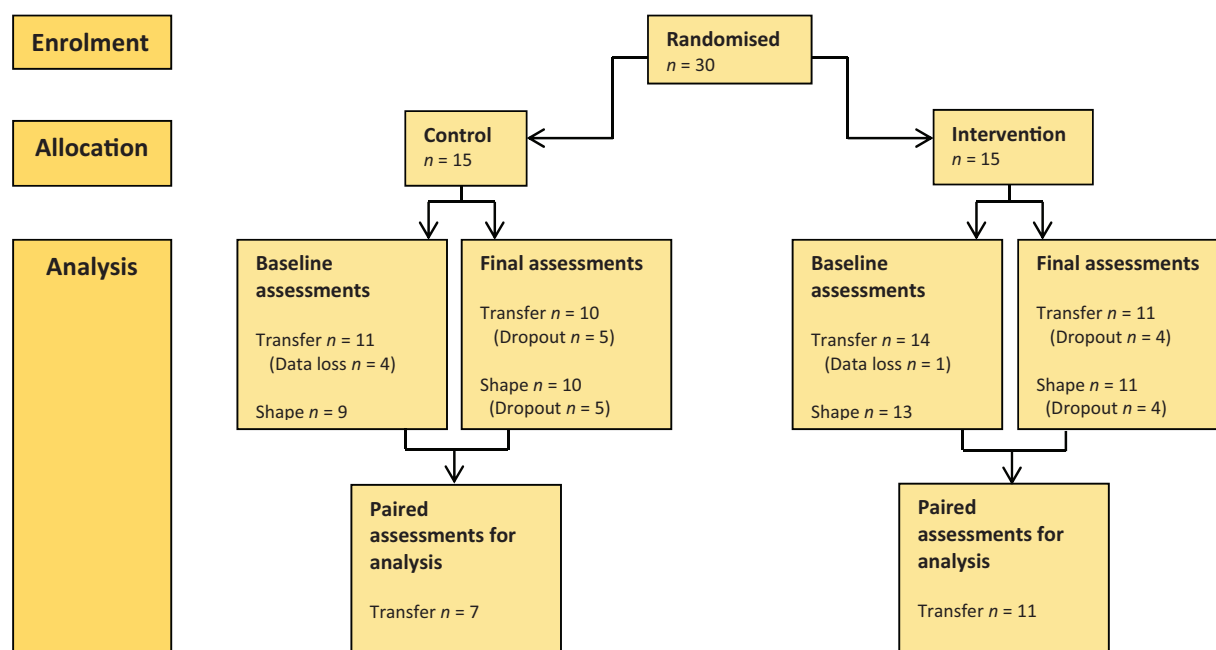 Enrolment
Randomised
n = 30
Allocation
Control
n = 15
Intervention
n = 15
Analysis
Baseline
assessments
Transfer n = 11
(Data loss n = 4)
Shape n = 9
Final assessments
Transfer n = 10
(Dropout n = 5)
Shape n = 10
(Dropout n = 5)
Baseline
assessments
Transfer n = 14
(Data loss n = 1)
Shape n = 13
Final assessments
Transfer n = 11
(Dropout n = 4)
Shape n = 11
(Dropout n = 4)
Paired
assessments for
analysis
Transfer n = 7
Paired
assessments for
analysis
Transfer n = 11